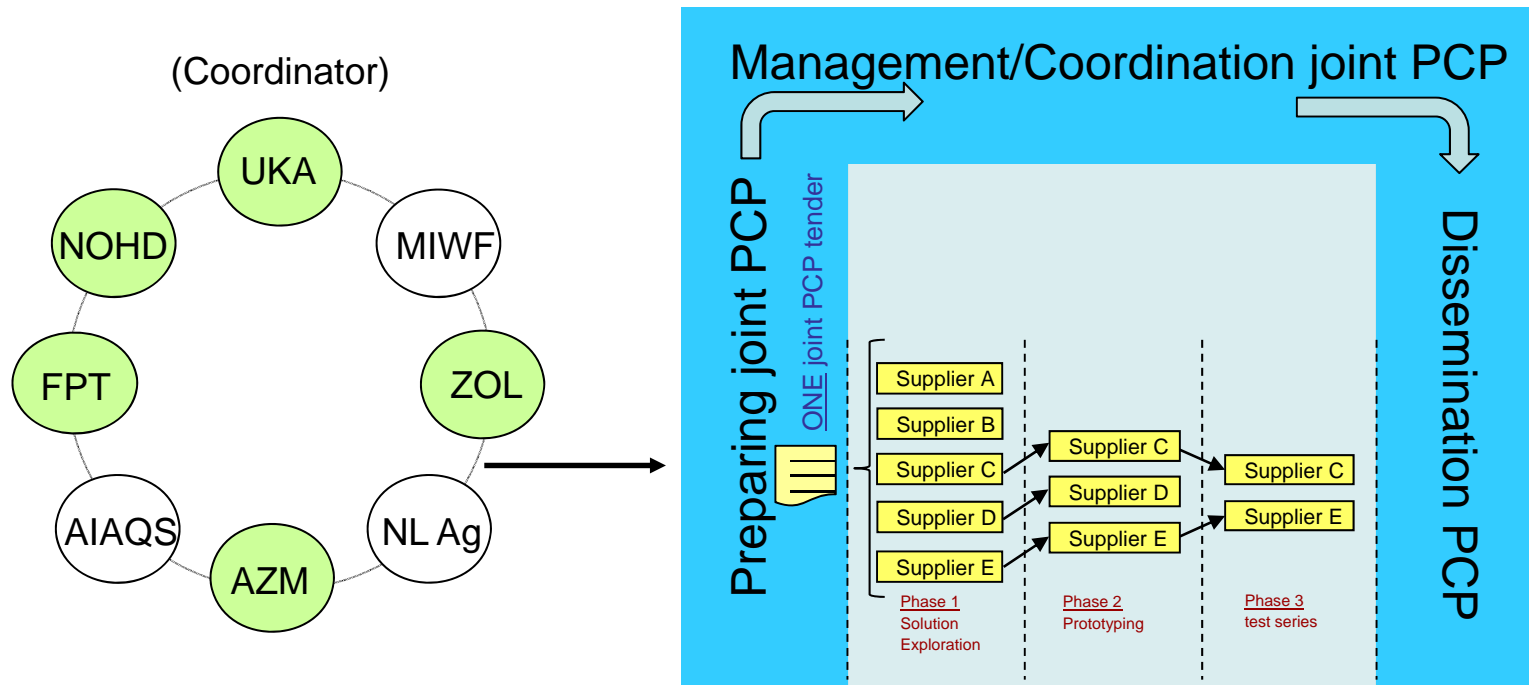 (Coordinator)
UKA
NOHD
MIWF
FPT
ZOL
AIAQS
NL Ag
AZM
Management/Coordination joint PCP
Preparing joint PCP
ONE joint PCP tender
Supplier A
Supplier B
Supplier C
Supplier D
Supplier E
Phase 1
Solution
Exploration
Supplier C
Supplier D
Supplier E
Phase 2
Prototyping
Supplier C
Supplier E
Phase 3
test series
Dissemination PCP